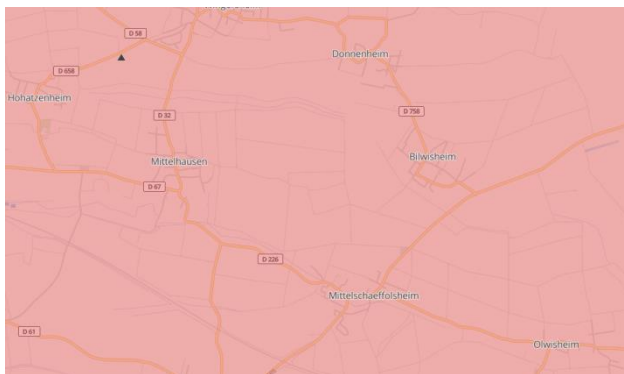 D 58
Donnenheim
D 658
Hohatzenheim
D 758
D 32
Mittelhausen
Bilwisheim
D 67
D 226
Mittelschaeffolsheim
D 61
Olwisheim